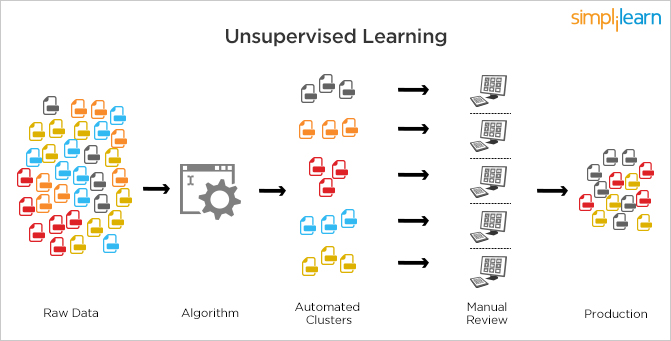 simplilearn
Unsupervised Learning
Raw Data
Algorithm
Automated
Clusters
Manual
Review
Production